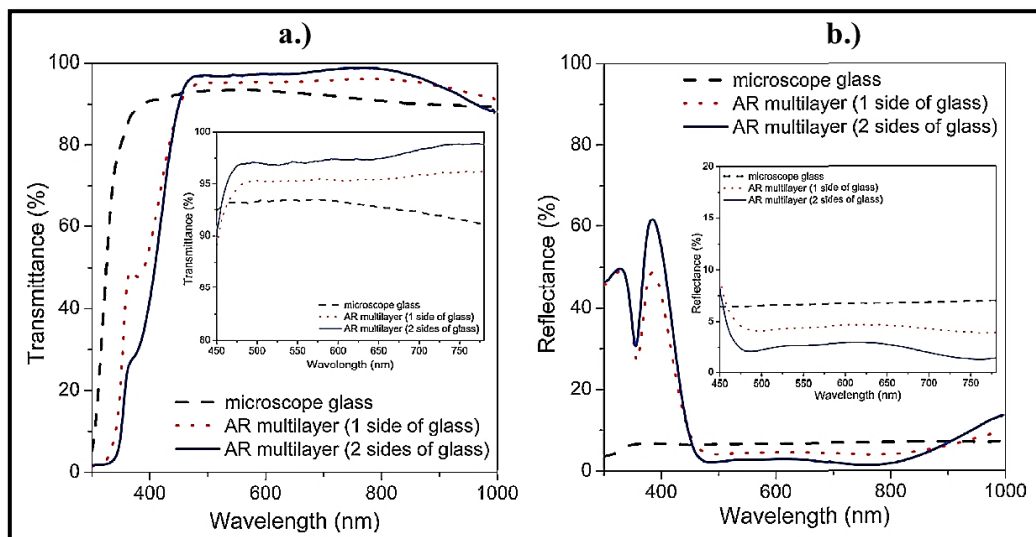 a.)
100
80
60
40
20
0
400
600
800
1000
Transmittance (%)
Wavelength (nm)
microscope glass
AR multilayer (1 side of glass)
AR multilayer (2 sides of glass)
100
95
90
85
80
450
500
550
600
650
700
750
Transmittance (%)
Wavelength (nm)
microscope glass
AR multilayer (1 side of glass)
AR multilayer (2 sides of glass)
b.)
100
80
60
40
20
0
400
600
800
1000
Reflectance (%)
Wavelength (nm)
microscope glass
AR multilayer (1 side of glass)
AR multilayer (2 sides of glass)
20
15
10
5
0
450
500
550
600
650
700
750
Reflectance (%)
Wavelength (nm)
microscope glass
AR multilayer (1 side of glass)
AR multilayer (2 sides of glass)